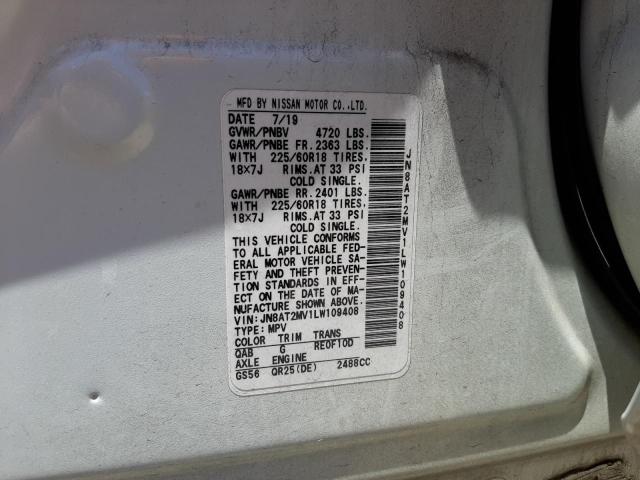 MFD BY NISSAN MOTOR CO.,LTD.
DATE 7/19
GVWR/PNBV 4720 LBS.
GAWR/PNBE FR. 2363 LBS.
WITH 225/60R18 TIRES.
18×7J RIMS.AT 33 PSI
COLD SINGLE.
GAWR/PNBE RR. 2401 LBS.
WITH 225/60R18 TIRES.
18×7J RIMS.AT 33 PSI
COLD SINGLE.
THIS VEHICLE CONFORMS
TO ALL APPLICABLE FED-
ERAL MOTOR VEHICLE SA-
FETY AND THEFT PREVEN-
TION STANDARDS IN EFF-
ECT ON THE DATE OF MA-
NUFACTURE SHOWN ABOVE.
VIN: JN8AT2MV1LW109408
TYPE: MPV
COLOR TRIM TRANS
QAB G RE0F10D
AXLE ENGINE
GS56 QR25(DE) 2488CC
JN8AT2MV1LW109408